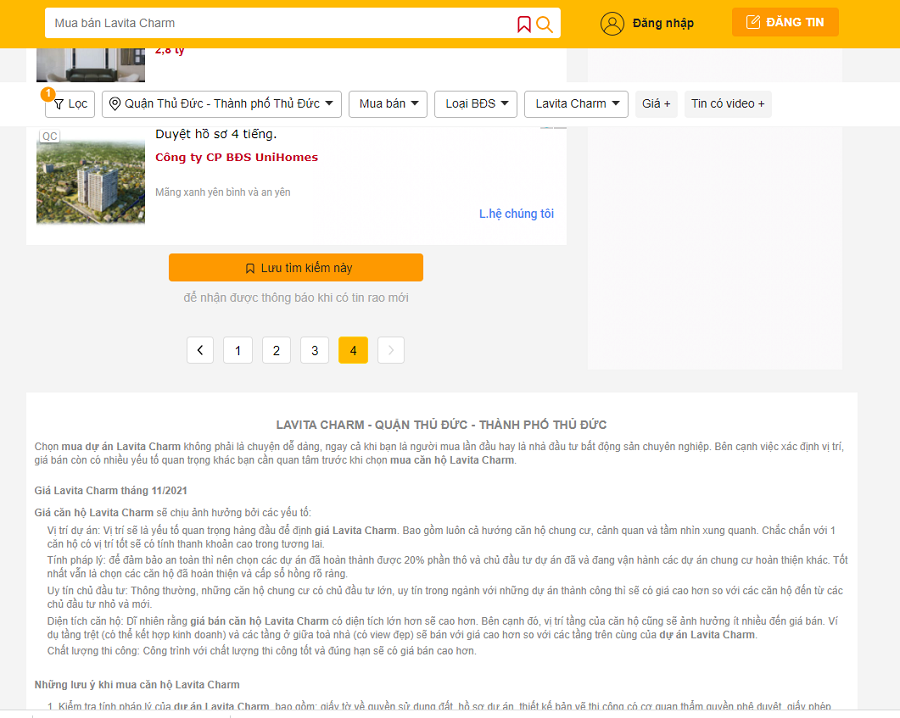 Mua bán Lavita Charm
Đăng nhập
ĐĂNG TIN
2,8 tỷ
1
Lọc
Quận Thủ Đức - Thành phố Thủ Đức
Mua bán
Loại BĐS
Lavita Charm
Giá +
Tin có video +
QC
Duyệt hồ sơ 4 tiếng.
Công ty CP BĐS UniHomes
Mãng xanh yên bình và an yên
L.hệ chúng tôi
Lưu tìm kiếm này
để nhận được thông báo khi có tin rao mới
1 2 3 4
LAVITA CHARM - QUẬN THỦ ĐỨC - THÀNH PHỐ THỦ ĐỨC
Chọn mua dự án Lavita Charm không phải là chuyện dễ dàng, ngay cả khi bạn là người mua lần đầu hay là nhà đầu tư bất động sản chuyên nghiệp. Bên cạnh việc xác định vị trí,
giá bán còn có nhiều yếu tố quan trọng khác bạn cần quan tâm trước khi chọn mua căn hộ Lavita Charm.
Giá Lavita Charm tháng 11/2021
Giá căn hộ Lavita Charm sẽ chịu ảnh hưởng bởi các yếu tố:
Vị trí dự án: Vị trí sẽ là yếu tố quan trọng hàng đầu để định giá Lavita Charm. Bao gồm luôn cả hướng căn hộ chung cư, cảnh quan và tầm nhìn xung quanh. Chắc chắn với 1
căn hộ có vị trí tốt sẽ có tính thanh khoản cao trong tương lai.
Tính pháp lý: để đảm bảo an toàn thì nên chọn các dự án đã hoàn thành được 20% phần thô và chủ đầu tư dự án đã và đang vận hành các dự án chung cư hoàn thiện khác. Tốt
nhất vẫn là chọn các căn hộ đã hoàn thiện và cấp sổ hồng rõ ràng.
Uy tín chủ đầu tư: Thông thường, những căn hộ chung cư có chủ đầu tư lớn, uy tín trong ngành với những dự án thành công thì sẽ có giá cao hơn so với các căn hộ đến từ các
chủ đầu tư nhỏ và mới.
Diện tích căn hộ: Dĩ nhiên rằng giá bán căn hộ Lavita Charm có diện tích lớn hơn sẽ cao hơn. Bên cạnh đó, vị trí tầng của căn hộ cũng sẽ ảnh hưởng ít nhiều đến giá bán. Ví
dụ tầng trệt (có thể kết hợp kinh doanh) và các tầng ở giữa toà nhà (có view đẹp) sẽ bán với giá cao hơn so với các tầng trên cùng của dự án Lavita Charm.
Chất lượng thi công: Công trình với chất lượng thi công tốt và đúng hạn sẽ có giá bán cao hơn.
Những lưu ý khi mua căn hộ Lavita Charm
1. Kiểm tra tính pháp lý của dự án Lavita Charm, bao gồm: giấy tờ về quyền sử dụng đất, hồ sơ dự án, thiết kế bản vẽ thi công có cơ quan thẩm quyền phê duyệt, giấy phép